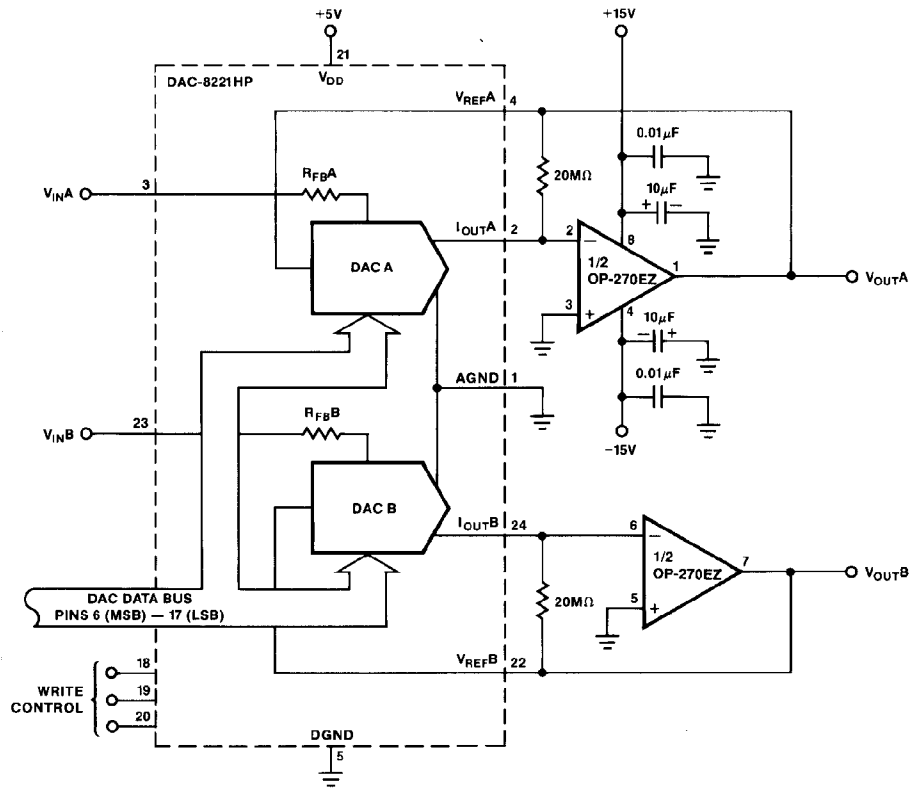 +5V
+15V
21
DAC-8221HP
VDD
VREFA 4
0.01μF
RFBA
20MΩ
VINA
3
10μF
+ −
IOUTA 2
2
−
8
DAC A
1/2
OP-270EZ
1
VOUTA
3
+
4
10μF
− +
AGND 1
0.01μF
RFBB
VINB
23
−15V
DAC B
IOUTB 24
6
−
1/2
OP-270EZ
7
VOUTB
20MΩ
5
+
DAC DATA BUS
PINS 6 (MSB) — 17 (LSB)
VREFB 22
18
WRITE
CONTROL
19
20
DGND
5